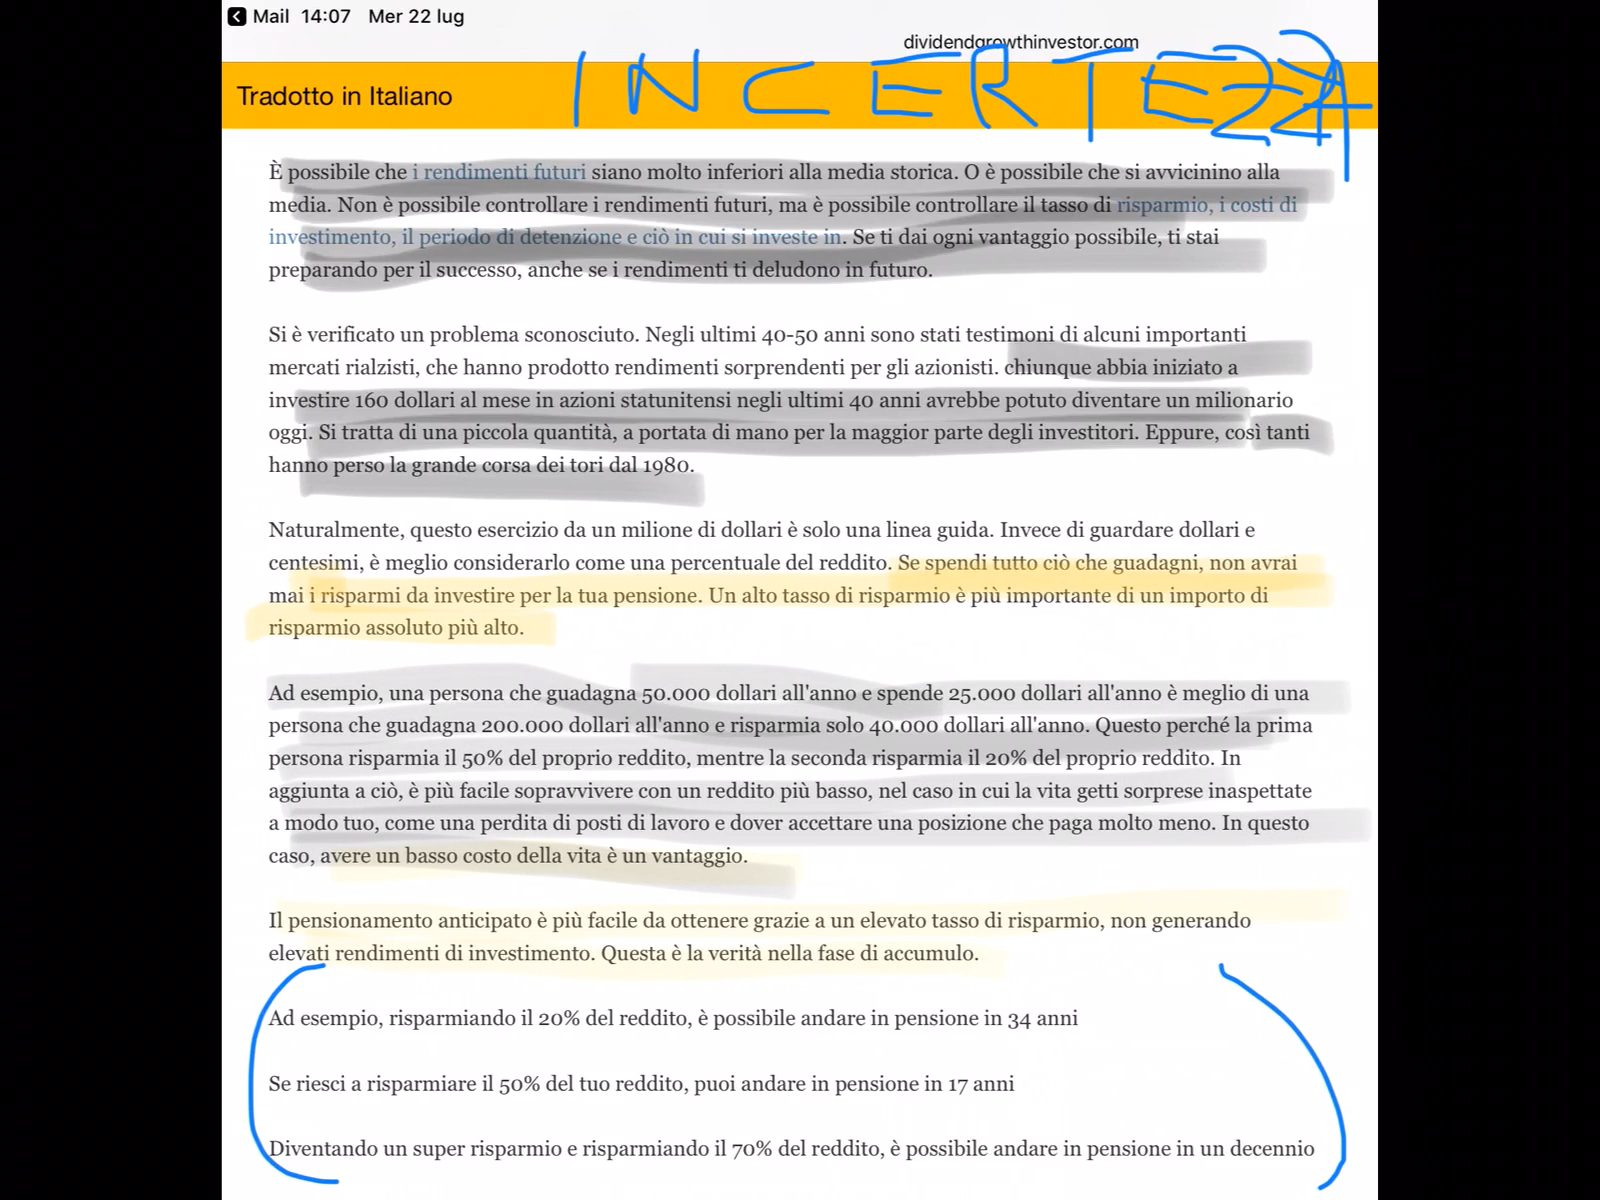 Mail 14:07 Mer 22 lug
dividendgrowthinvestor.com
INCERTEZZA
Tradotto in Italiano
È possibile che i rendimenti futuri siano molto inferiori alla media storica. O è possibile che si avvicinino alla
media. Non è possibile controllare i rendimenti futuri, ma è possibile controllare il tasso di risparmio, i costi di
investimento, il periodo di detenzione e ciò in cui si investe in. Se ti dai ogni vantaggio possibile, ti stai
preparando per il successo, anche se i rendimenti ti deludono in futuro.
Si è verificato un problema sconosciuto. Negli ultimi 40-50 anni sono stati testimoni di alcuni importanti
mercati rialzisti, che hanno prodotto rendimenti sorprendenti per gli azionisti. chiunque abbia iniziato a
investire 160 dollari al mese in azioni statunitensi negli ultimi 40 anni avrebbe potuto diventare un milionario
oggi. Si tratta di una piccola quantità, a portata di mano per la maggior parte degli investitori. Eppure, così tanti
hanno perso la grande corsa dei tori dal 1980.
Naturalmente, questo esercizio da un milione di dollari è solo una linea guida. Invece di guardare dollari e
centesimi, è meglio considerarlo come una percentuale del reddito. Se spendi tutto ciò che guadagni, non avrai
mai i risparmi da investire per la tua pensione. Un alto tasso di risparmio è più importante di un importo di
risparmio assoluto più alto.
Ad esempio, una persona che guadagna 50.000 dollari all'anno e spende 25.000 dollari all'anno è meglio di una
persona che guadagna 200.000 dollari all'anno e risparmia solo 40.000 dollari all'anno. Questo perché la prima
persona risparmia il 50% del proprio reddito, mentre la seconda risparmia il 20% del proprio reddito. In
aggiunta a ciò, è più facile sopravvivere con un reddito più basso, nel caso in cui la vita getti sorprese inaspettate
a modo tuo, come una perdita di posti di lavoro e dover accettare una posizione che paga molto meno. In questo
caso, avere un basso costo della vita è un vantaggio.
Il pensionamento anticipato è più facile da ottenere grazie a un elevato tasso di risparmio, non generando
elevati rendimenti di investimento. Questa è la verità nella fase di accumulo.
Ad esempio, risparmiando il 20% del reddito, è possibile andare in pensione in 34 anni
Se riesci a risparmiare il 50% del tuo reddito, puoi andare in pensione in 17 anni
Diventando un super risparmio e risparmiando il 70% del reddito, è possibile andare in pensione in un decennio